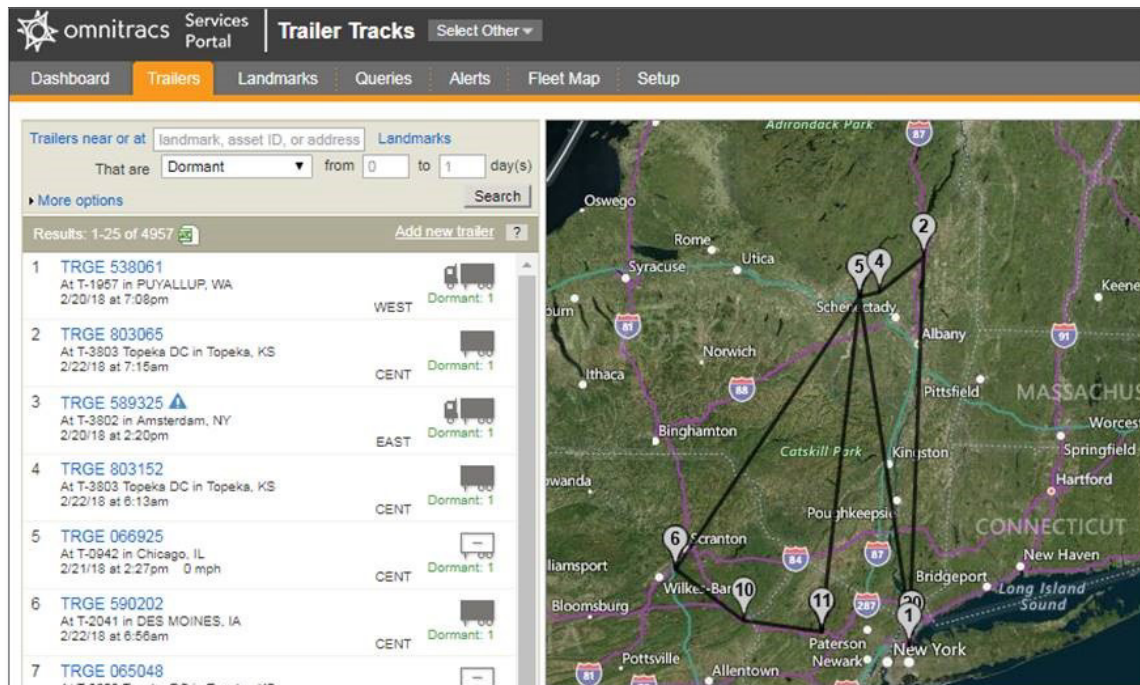 omnitracs Services Portal Trailer Tracks Select Other
Dashboard Trailers Landmarks Queries Alerts Fleet Map Setup
Trailers near or at landmark, asset ID, or address Landmarks
That are Dormant from 0 to 1 day(s)
More options Search
Results: 1-25 of 4957 Add new trailer ?
1 TRGE 538061
At T-1957 in PUYALLUP, WA
2/20/18 at 7:08pm WEST Dormant: 1
2 TRGE 803065
At T-3803 Topeka DC in Topeka, KS
2/22/18 at 7:15am CENT Dormant: 1
3 TRGE 589325
At T-3802 in Amsterdam, NY
2/20/18 at 2:20pm EAST Dormant: 1
4 TRGE 803152
At T-3803 Topeka DC in Topeka, KS
2/22/18 at 6:13am CENT Dormant: 1
5 TRGE 066925
At T-0942 in Chicago, IL
2/21/18 at 2:27pm 0 mph CENT Dormant: 1
6 TRGE 590202
At T-2041 in DES MOINES, IA
2/22/18 at 6:56am CENT Dormant: 1
7 TRGE 065048
Adirondack Park
87
Oswego
2
Rome
Utica
Syracuse
5 4
Keene
Schenectady
81
Albany
91
Norwich
Ithaca
88
Pittsfield
MASSACHUS
Worces
Binghamton
Catskill Park
Kingston
Springfield
Hartford
Poughkeepsie
CONNECTICUT
6
Scranton
84
87
New Haven
liamsport
Bridgeport
Long Island Sound
Wilkes-Bar
10
11
287
20
1
Bloomsburg
Paterson
New York
Newark
Pottsville
81
Allentown